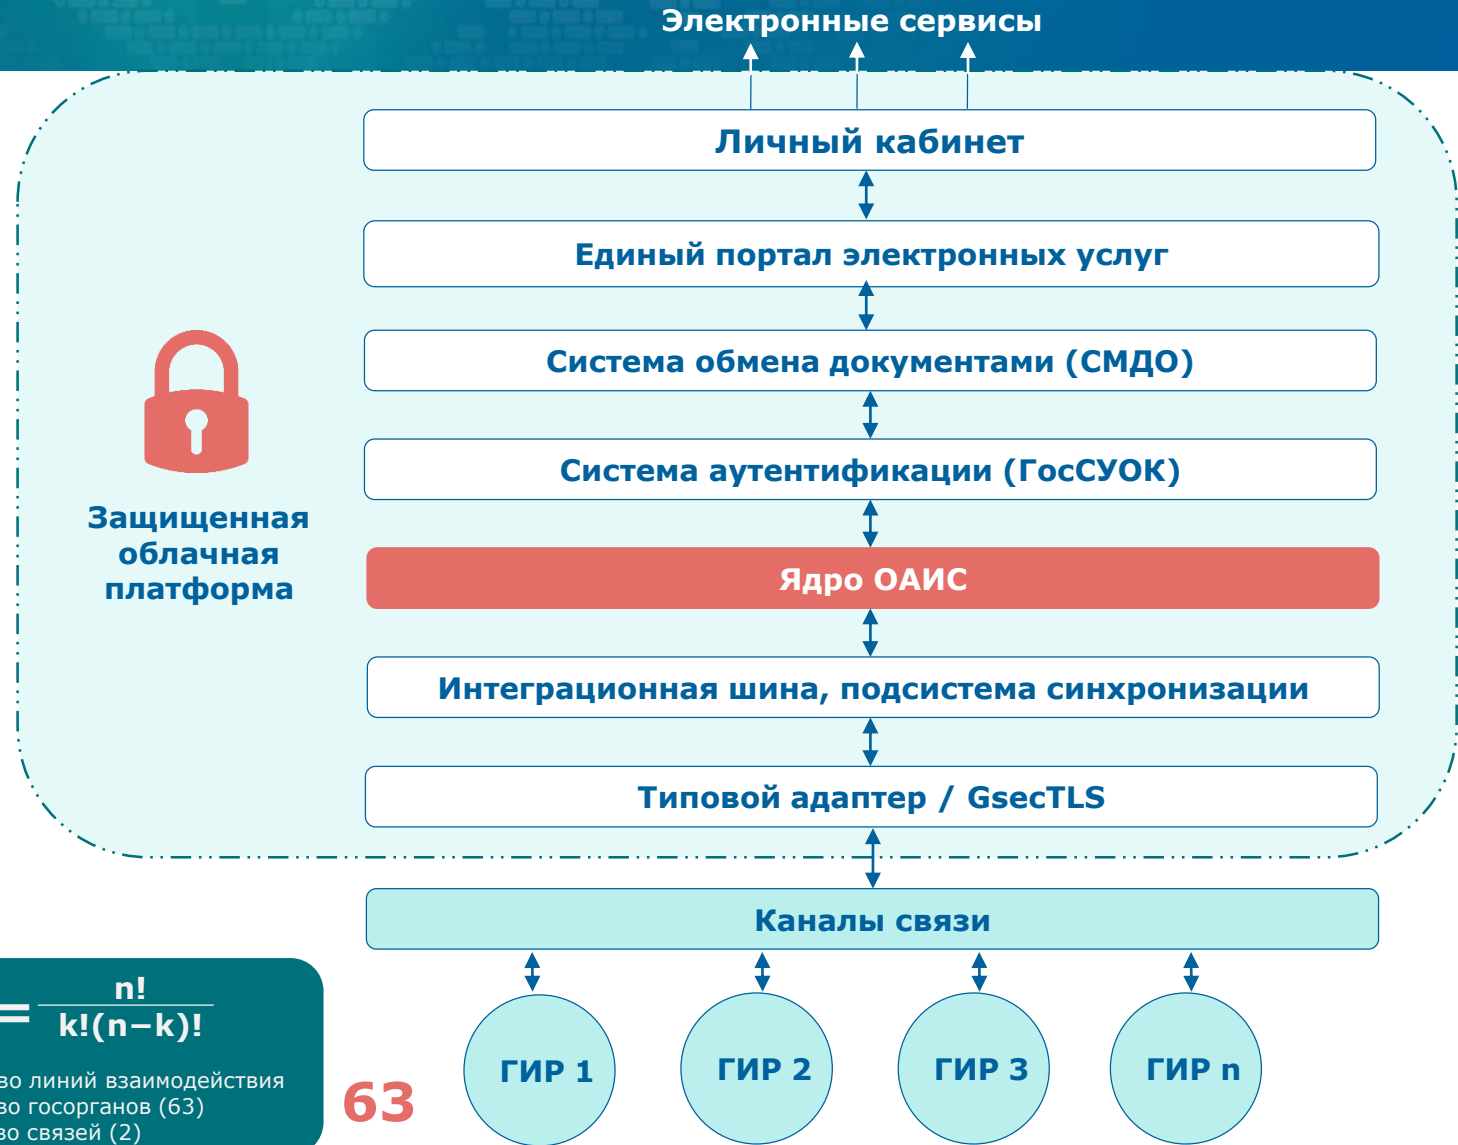 Электронные сервисы
Личный кабинет
Единый портал электронных услуг
Система обмена документами (СМДО)
Система аутентификации (ГосСУОК)
Защищенная
облачная
платформа
Ядро ОАИС
Интеграционная шина, подсистема синхронизации
Типовой адаптер / GsecTLS
Каналы связи
= n!
k!(n−k)!
во линий взаимодействия
во госорганов (63)
во связей (2)
63
ГИР 1
ГИР 2
ГИР 3
ГИР n